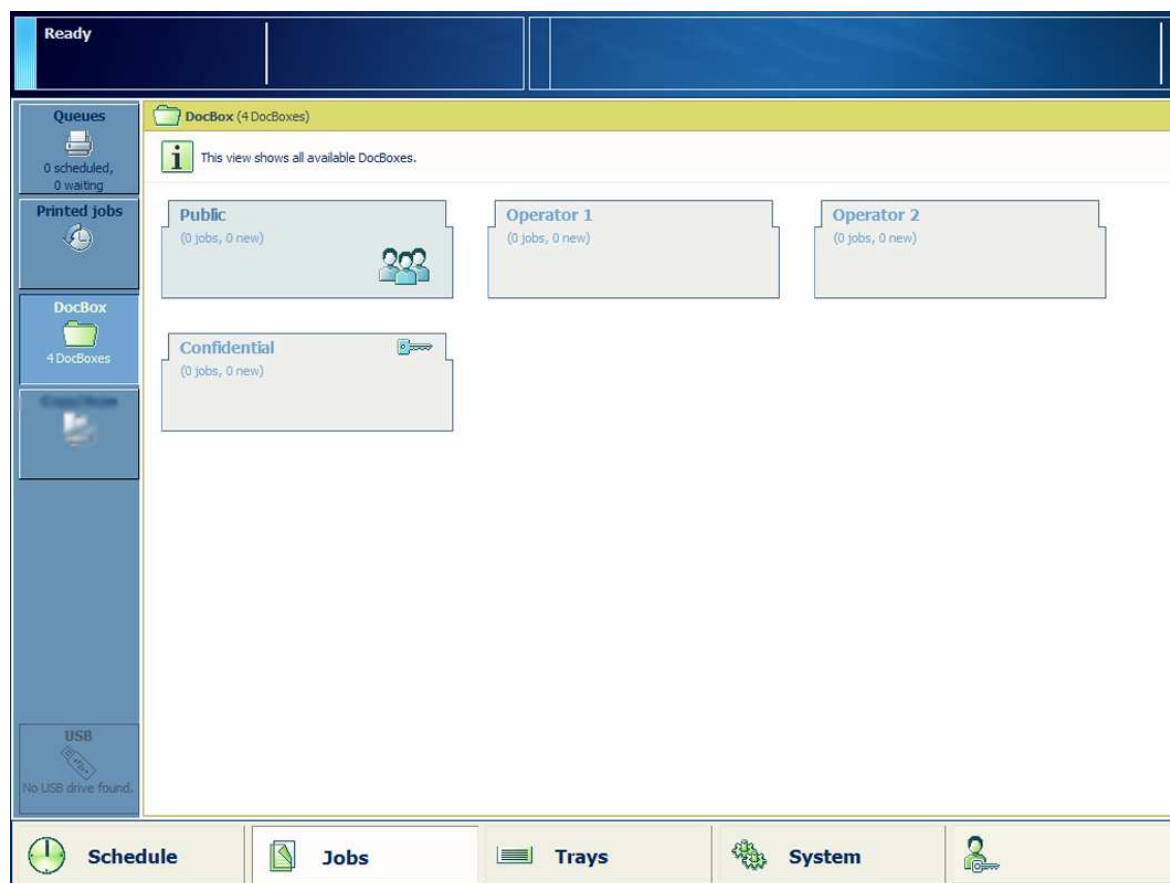 Ready
Queues
0 scheduled,
0 waiting
Printed jobs
DocBox
4 DocBoxes
USB
No USB drive found.
DocBox (4 DocBoxes)
i This view shows all available DocBoxes.
Public
(0 jobs, 0 new)
Operator 1
(0 jobs, 0 new)
Operator 2
(0 jobs, 0 new)
Confidential
(0 jobs, 0 new)
Schedule
Jobs
Trays
System